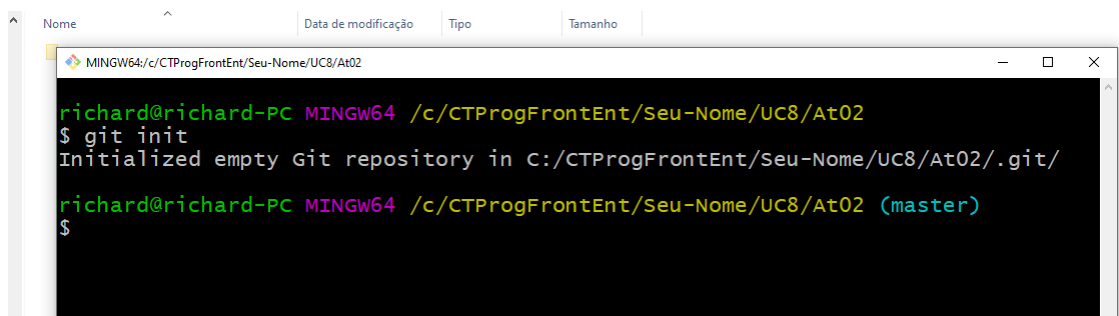 Nome Data de modificação Tipo Tamanho
MINGW64:/c/CTProgFrontEnt/Seu-Nome/UC8/At02
richard@richard-PC MINGW64 /c/CTProgFrontEnt/Seu-Nome/UC8/At02
$ git init
Initialized empty Git repository in C:/CTProgFrontEnt/Seu-Nome/UC8/At02/.git/
richard@richard-PC MINGW64 /c/CTProgFrontEnt/Seu-Nome/UC8/At02 (master)
$